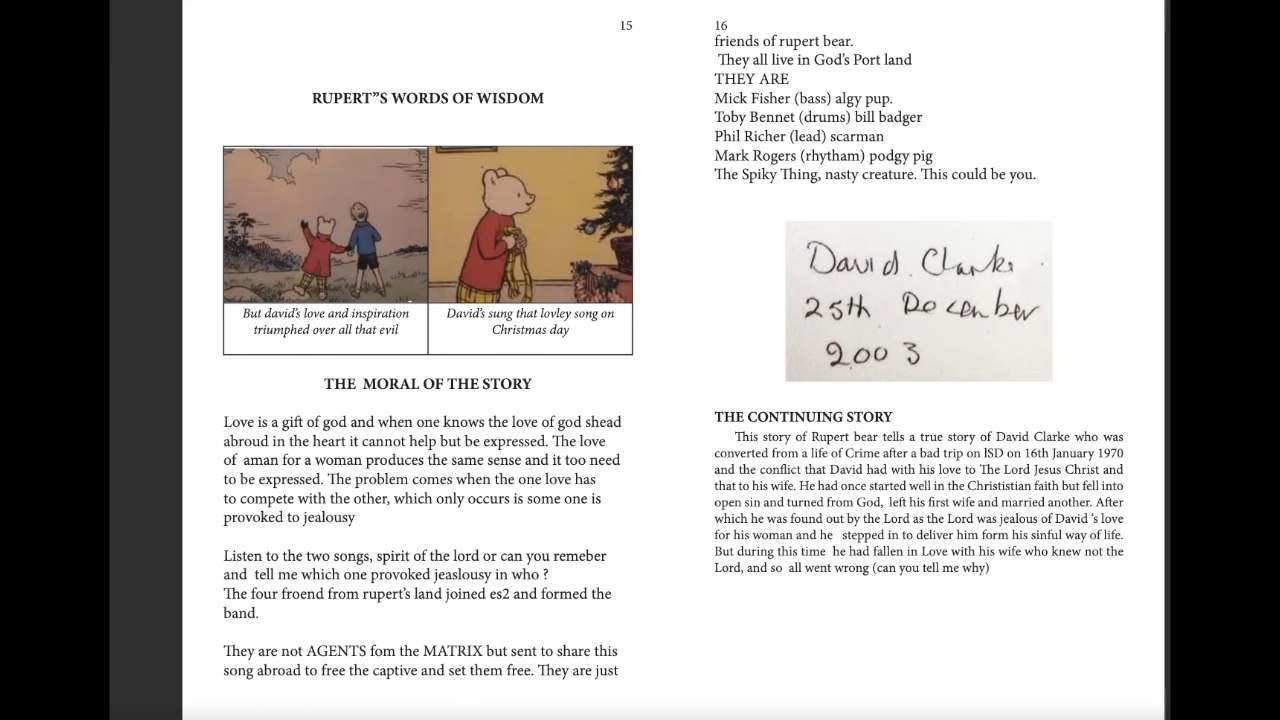 15
RUPERT”S WORDS OF WISDOM
But david’s love and inspiration
triumphed over all that evil
David’s sung that lovley song on
Christmas day
THE  MORAL OF THE STORY
Love is a gift of god and when one knows the love of god shead
abroud in the heart it cannot help but be expressed. The love
of  aman for a woman produces the same sense and it too need
to be expressed. The problem comes when the one love has
to compete with the other, which only occurs is some one is
provoked to jealousy
Listen to the two songs, spirit of the lord or can you remeber
and  tell me which one provoked jeaslousy in who ?
The four froend from rupert’s land joined es2 and formed the
band.
They are not AGENTS fom the MATRIX but sent to share this
song abroad to free the captive and set them free. They are just
16
friends of rupert bear.
They all live in God’s Port land
THEY ARE
Mick Fisher (bass) algy pup.
Toby Bennet (drums) bill badger
Phil Richer (lead) scarman
Mark Rogers (rhytham) podgy pig
The Spiky Thing, nasty creature. This could be you.
David Clarke
25th December
2003
THE CONTINUING STORY
This story of Rupert bear tells a true story of David Clarke who was
converted from a life of Crime after a bad trip on lSD on 16th January 1970
and the conflict that David had with his love to The Lord Jesus Christ and
that to his wife. He had once started well in the Christistian faith but fell into
open sin and turned from God,  left his first wife and married another. After
which he was found out by the Lord as the Lord was jealous of David ‘s love
for his woman and he   stepped in to deliver him form his sinful way of life.
But during this time  he had fallen in Love with his wife who knew not the
Lord, and so  all went wrong (can you tell me why)